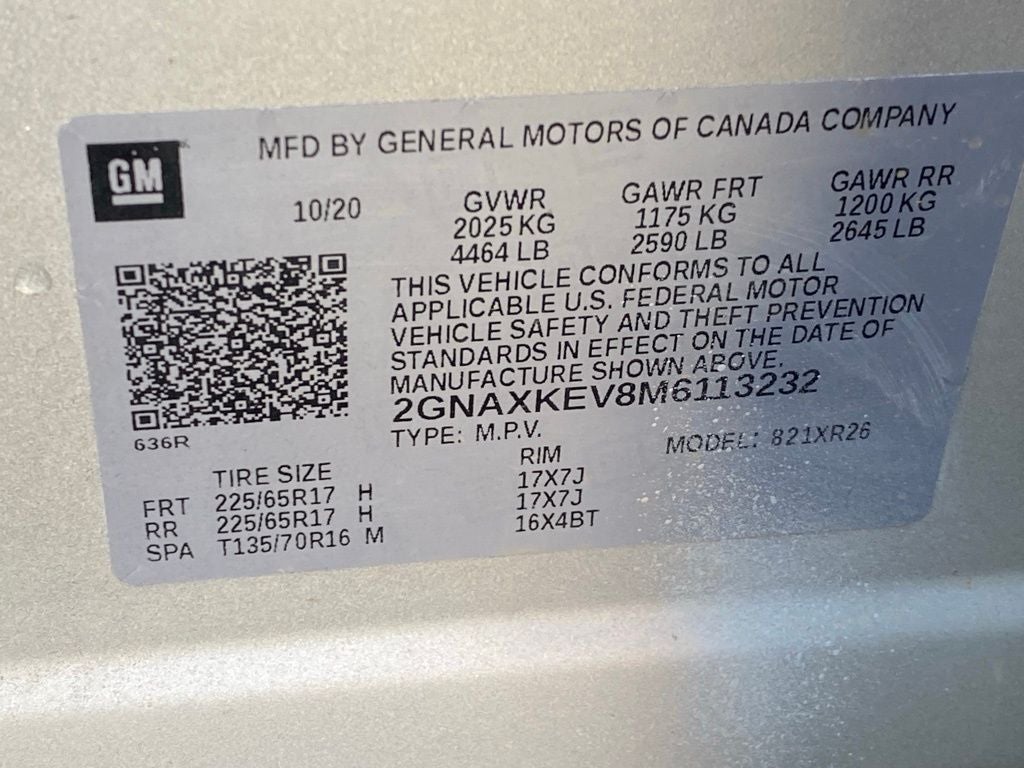 GM
MFD BY GENERAL MOTORS OF CANADA COMPANY
10/20
GVWR
2025 KG
4464 LB
GAWR FRT
1175 KG
2590 LB
GAWR RR
1200 KG
2645 LB
THIS VEHICLE CONFORMS TO ALL
APPLICABLE U.S. FEDERAL MOTOR
VEHICLE SAFETY AND THEFT PREVENTION
STANDARDS IN EFFECT ON THE DATE OF
MANUFACTURE SHOWN ABOVE.
2GNAXKEV8M6113232
TYPE: M.P.V. MODEL: 821XR26
636R
TIRE SIZE RIM
FRT 225/65R17 H 17X7J
RR 225/65R17 H 17X7J
SPA T135/70R16 M 16X4BT